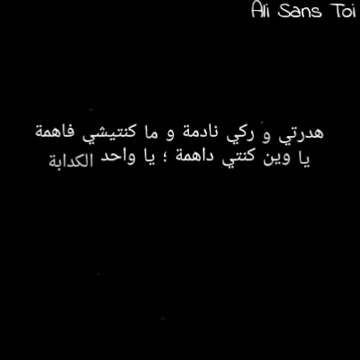 Ali Sans Toi
هدرتي و ركي نادمة و ما كنتيشي فاهمة
يا وين كنتي داهمة ؛ يا واحد الكدابة